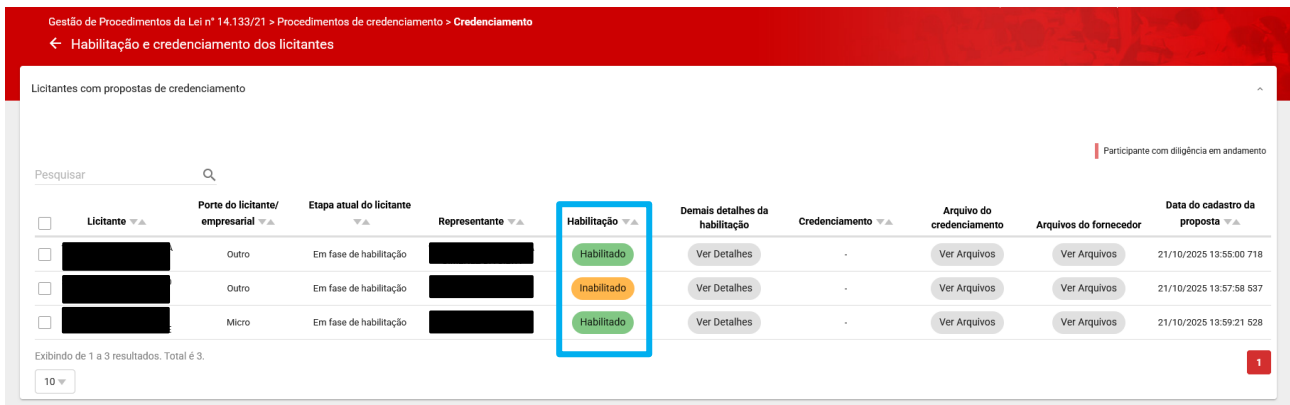 Gestão de Procedimentos da Lei n° 14.133/21 > Procedimentos de credenciamento > Credenciamento
← Habilitação e credenciamento dos licitantes
Licitantes com propostas de credenciamento
Participante com diligência em andamento
Pesquisar
Licitante Porte do licitante/ empresarial Etapa atual do licitante Representante Habilitação Demais detalhes da habilitação Credenciamento Arquivo do credenciamento Arquivos do fornecedor Data do cadastro da proposta
Outro Em fase de habilitação Habilitado Ver Detalhes - Ver Arquivos Ver Arquivos 21/10/2025 13:55:00 718
Outro Em fase de habilitação Inabilitado Ver Detalhes - Ver Arquivos Ver Arquivos 21/10/2025 13:57:58 537
Micro Em fase de habilitação Habilitado Ver Detalhes - Ver Arquivos Ver Arquivos 21/10/2025 13:59:21 528
Exibindo de 1 a 3 resultados. Total é 3.
1
10